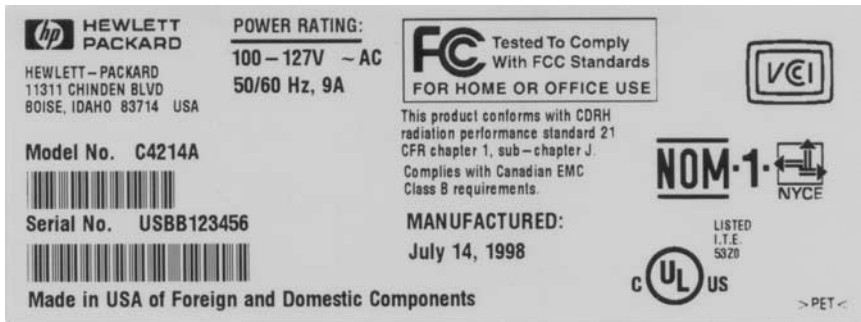 hp HEWLETT
PACKARD
HEWLETT-PACKARD
11311 CHINDEN BLVD
BOISE, IDAHO 83714 USA
Model No. C4214A
Serial No. USBB123456
POWER RATING:
100-127V ~ AC
50/60 Hz, 9A
FC Tested To Comply
With FCC Standards
FOR HOME OR OFFICE USE
This product conforms with CDRH
radiation performance standard 21
CFR chapter 1, sub-chapter J.
Complies with Canadian EMC
Class B requirements.
MANUFACTURED:
July 14, 1998
VCI
NOM·1·
NYCE
LISTED
I.T.E.
53Z0
C UL US
Made in USA of Foreign and Domestic Components
>PET<